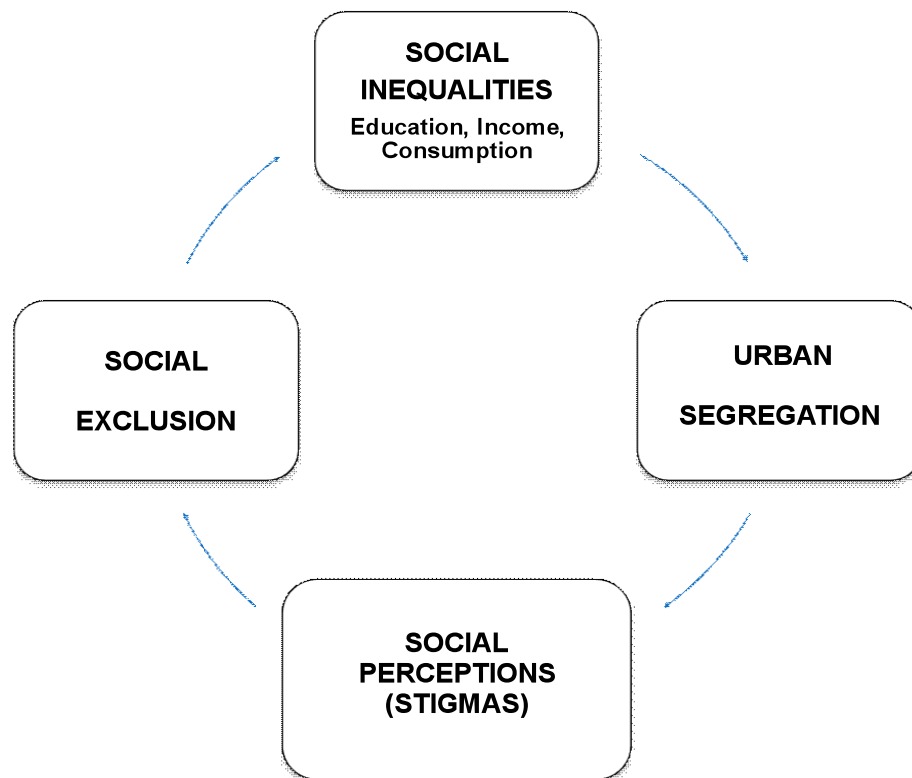 SOCIAL
INEQUALITIES
Education, Income,
Consumption
SOCIAL
EXCLUSION
URBAN
SEGREGATION
SOCIAL
PERCEPTIONS
(STIGMAS)